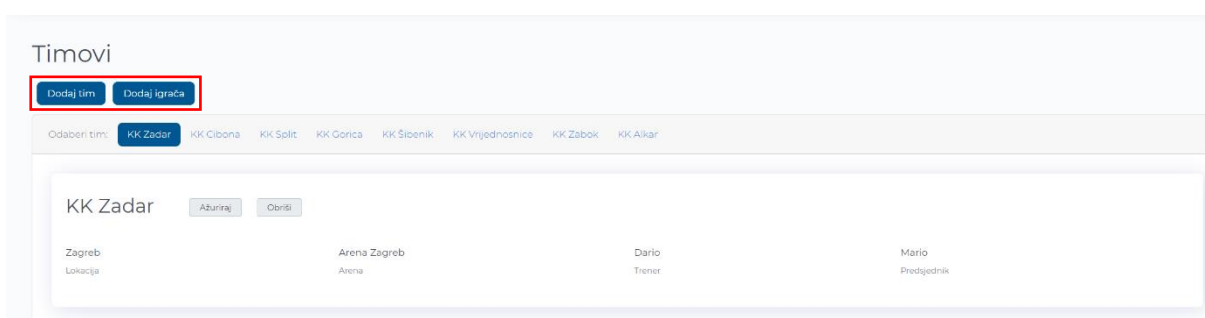 Timovi
Dodaj tim Dodaj igrača
Odaberi tim: KK Zadar KK Cibona KK Split KK Gorica KK Šibenik KK Vrijednosnice KK Zabok KK Alkar
KK Zadar Ažuriraj Obriši
Zagreb Arena Zagreb Dario Mario
Lokacija Arena Trener Predsjednik